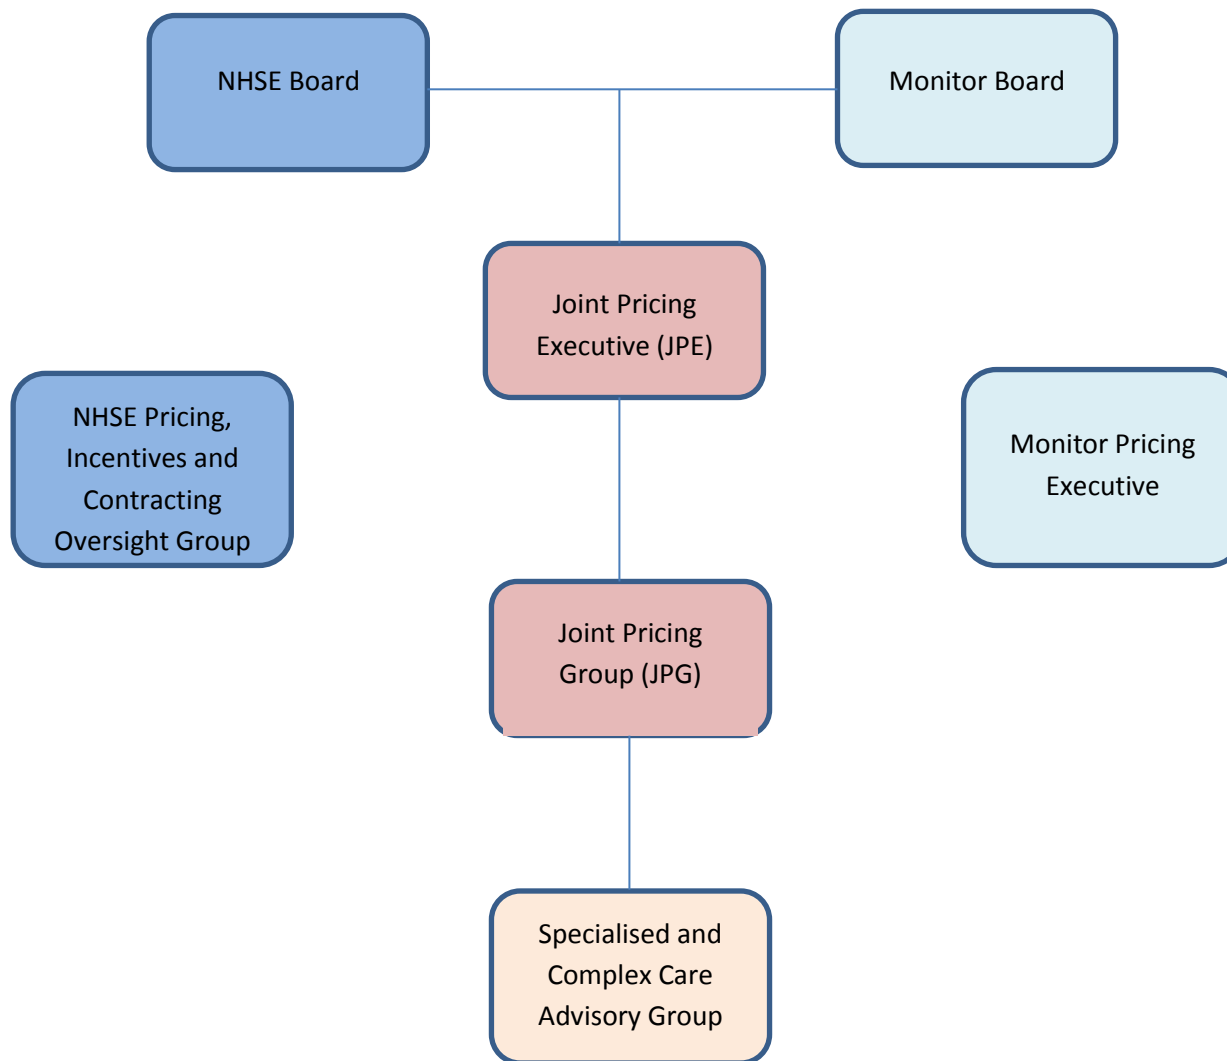 NHSE Board
Monitor Board
Joint Pricing
Executive (JPE)
NHSE Pricing,
Incentives and
Contracting
Oversight Group
Monitor Pricing
Executive
Joint Pricing
Group (JPG)
Specialised and
Complex Care
Advisory Group